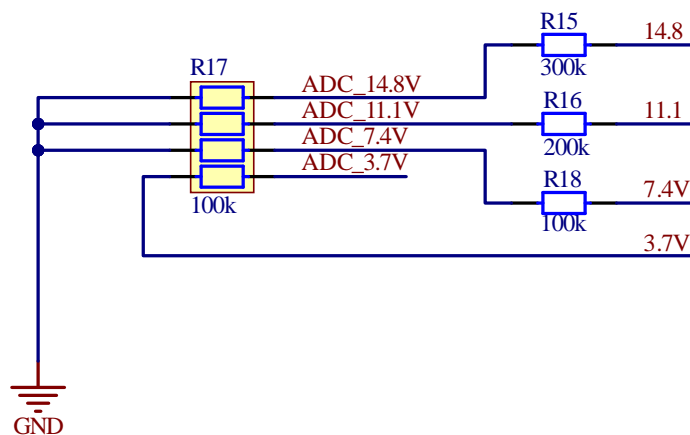 R15
14.8
300k
R17
ADC_14.8V
ADC_11.1V
ADC_7.4V
ADC_3.7V
100k
R16
11.1
200k
R18
7.4V
100k
3.7V
GND